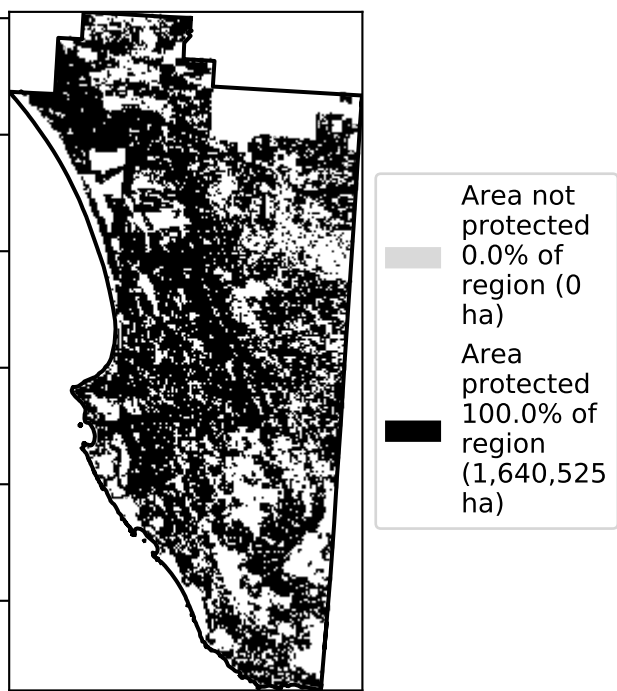 Area not
protected
0.0% of
region (0
ha)
Area
protected
100.0% of
region
(1,640,525
ha)